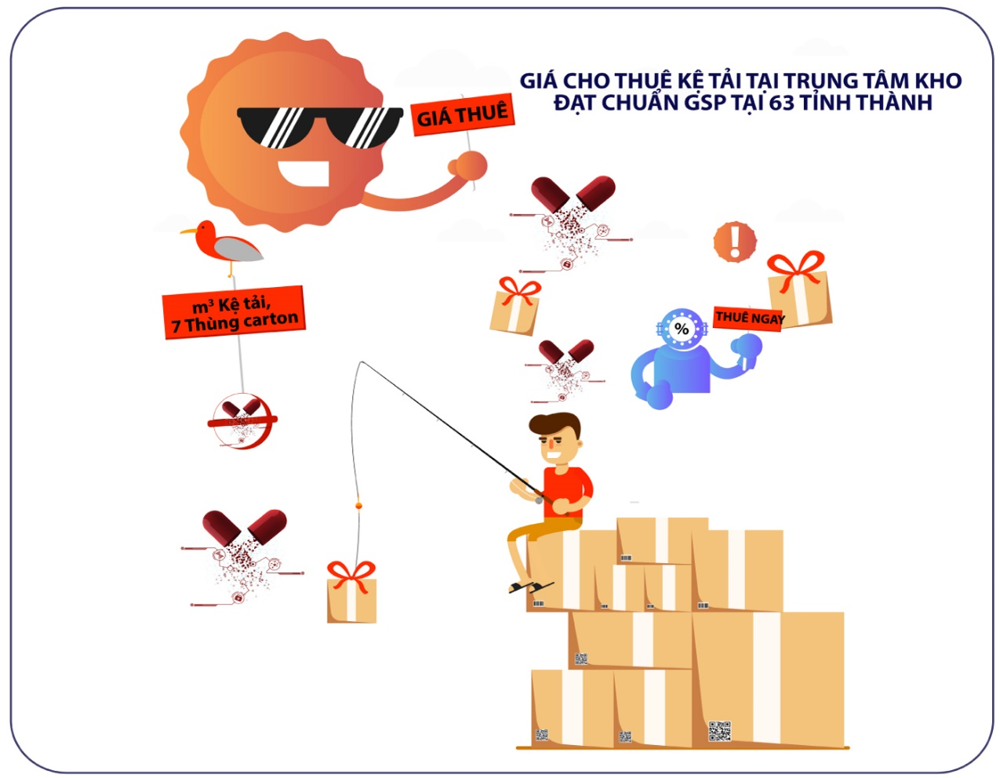 GIÁ CHO THUÊ KỆ TẢI TẠI TRUNG TÂM KHO
ĐẠT CHUẨN GSP TẠI 63 TỈNH THÀNH
GIÁ THUÊ
m³ Kệ tải,
7 Thùng carton
%
THUÊ NGAY